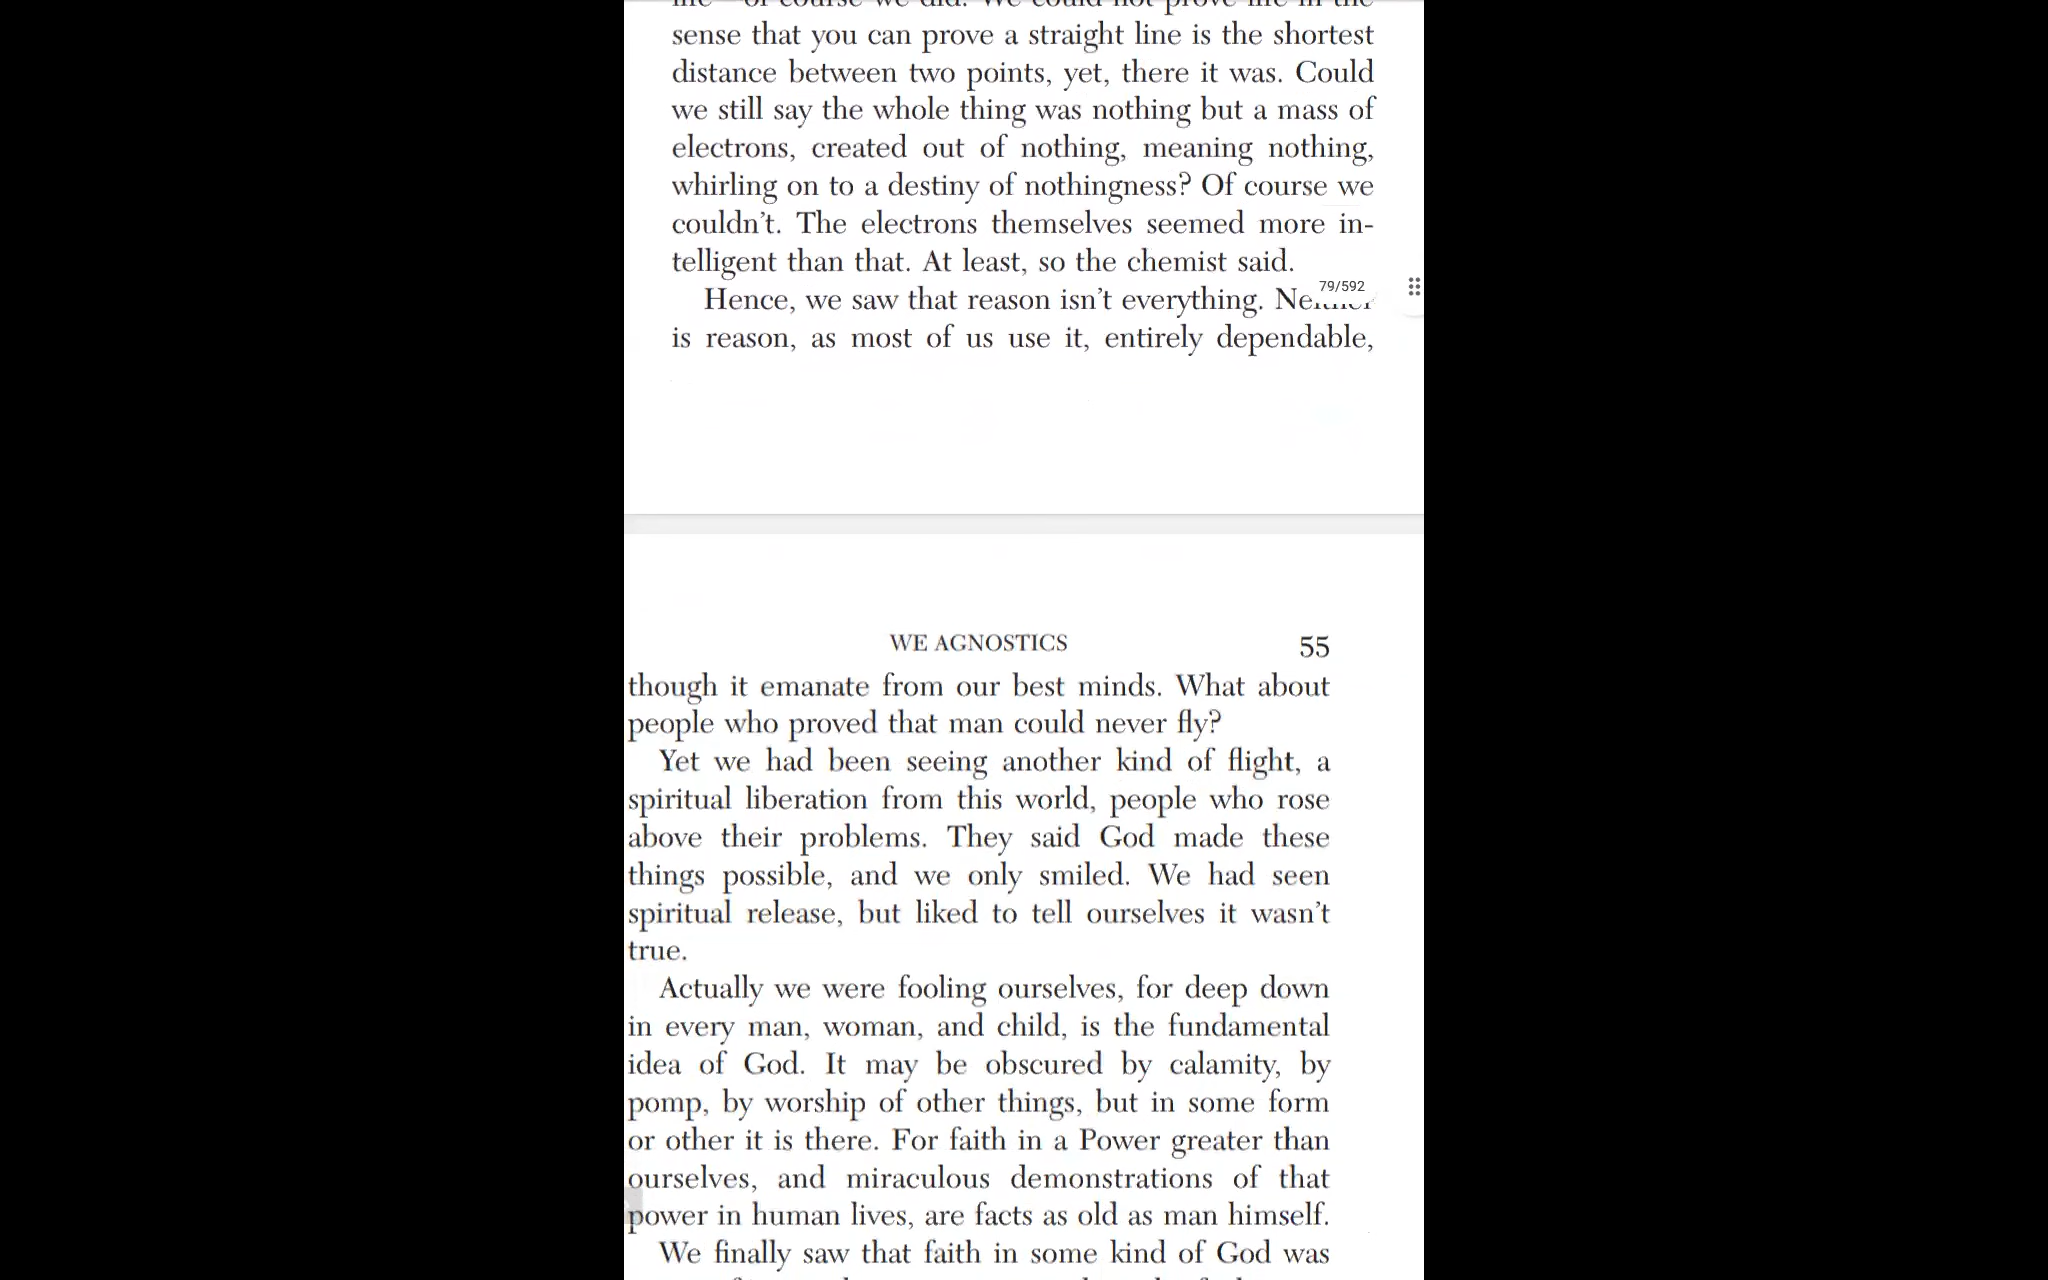 sense that you can prove a straight line is the shortest
distance between two points, yet, there it was. Could
we still say the whole thing was nothing but a mass of
electrons, created out of nothing, meaning nothing,
whirling on to a destiny of nothingness? Of course we
couldn't. The electrons themselves seemed more in-
telligent than that. At least, so the chemist said.
79/592
Hence, we saw that reason isn't everything. Neither
is reason, as most of us use it, entirely dependable,
WE AGNOSTICS 55
though it emanate from our best minds. What about
people who proved that man could never fly?
Yet we had been seeing another kind of flight, a
spiritual liberation from this world, people who rose
above their problems. They said God made these
things possible, and we only smiled. We had seen
spiritual release, but liked to tell ourselves it wasn't
true.
Actually we were fooling ourselves, for deep down
in every man, woman, and child, is the fundamental
idea of God. It may be obscured by calamity, by
pomp, by worship of other things, but in some form
or other it is there. For faith in a Power greater than
ourselves, and miraculous demonstrations of that
power in human lives, are facts as old as man himself.
We finally saw that faith in some kind of God was